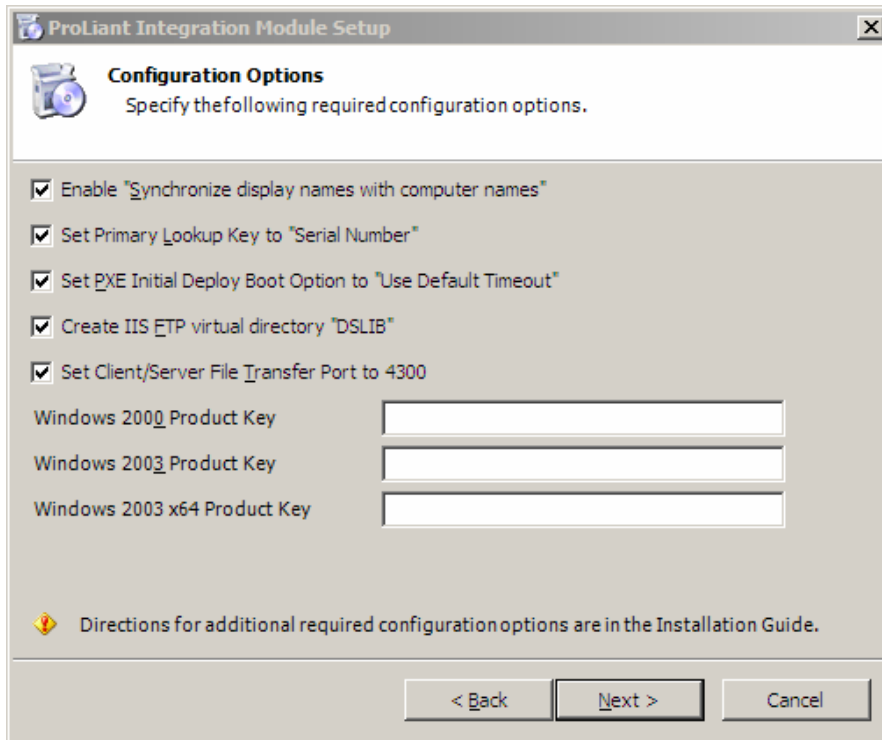 ProLiant Integration Module Setup
Configuration Options
Specify the following required configuration options.
Enable "Synchronize display names with computer names"
Set Primary Lookup Key to "Serial Number"
Set PXE Initial Deploy Boot Option to "Use Default Timeout"
Create IIS FTP virtual directory "DSLIB"
Set Client/Server File Transfer Port to 4300
Windows 2000 Product Key
Windows 2003 Product Key
Windows 2003 x64 Product Key
Directions for additional required configuration options are in the Installation Guide.
< Back Next > Cancel